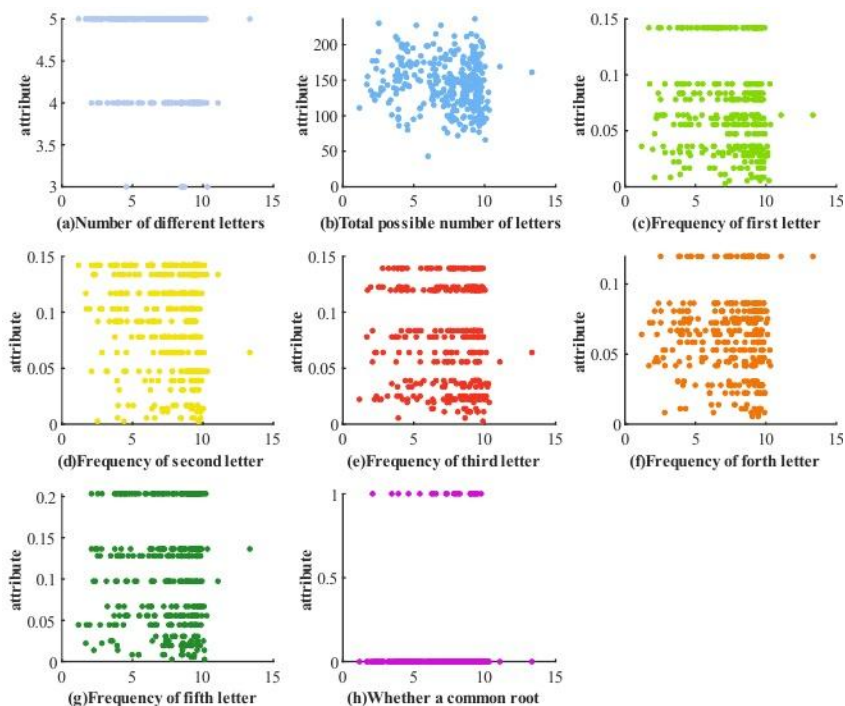 5
4.5
4
3.5
3
attribute
0 5 10 15
(a)Number of different letters
200
150
100
50
0
attribute
0 5 10 15
(b)Total possible number of letters
0.15
0.1
0.05
0
attribute
0 5 10 15
(c)Frequency of first letter
0.15
0.1
0.05
0
attribute
0 5 10 15
(d)Frequency of second letter
0.15
0.1
0.05
0
attribute
0 5 10 15
(e)Frequency of third letter
0.1
0.05
0
attribute
0 5 10 15
(f)Frequency of forth letter
0.2
0.15
0.1
0.05
0
attribute
0 5 10 15
(g)Frequency of fifth letter
1
0.5
0
attribute
0 5 10 15
(h)Whether a common root